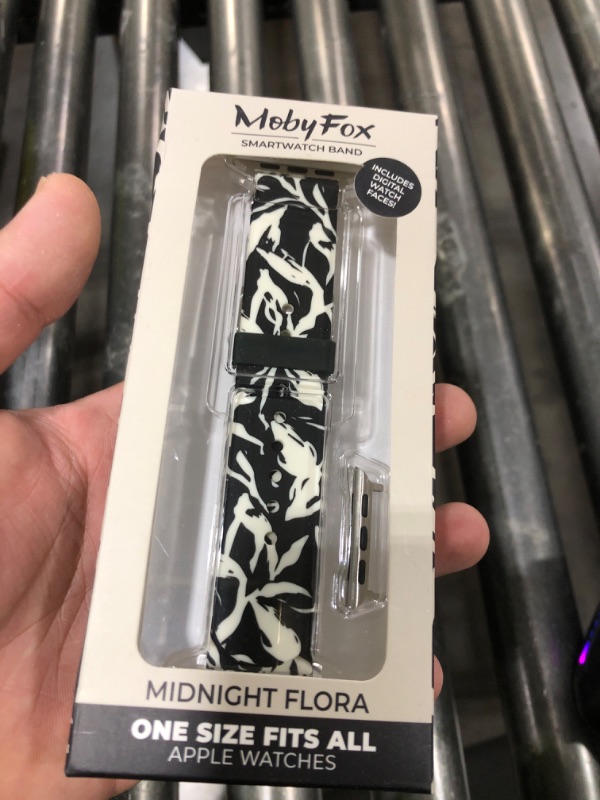 MobyFox
SMARTWATCH BAND
INCLUDES
DIGITAL
WATCH
FACES!
MIDNIGHT FLORA
ONE SIZE FITS ALL
APPLE WATCHES